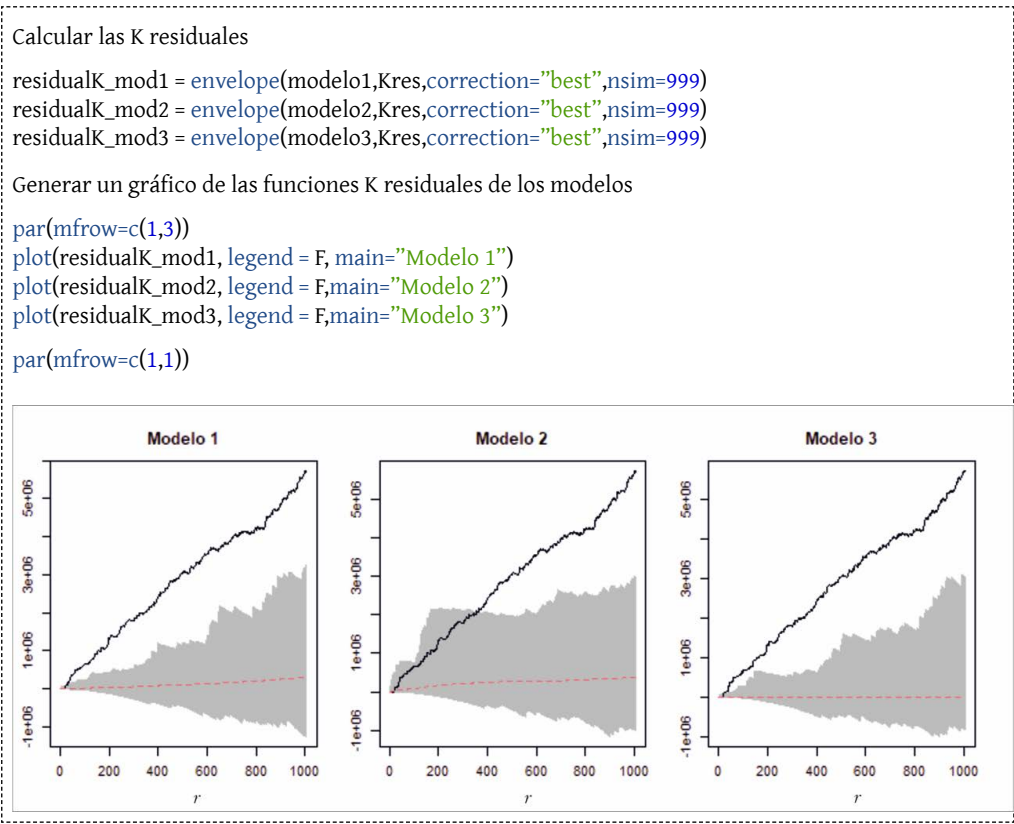 Calcular las K residuales
residualK_mod1 = envelope(modelo1,Kres,correction=”best”,nsim=999)
residualK_mod2 = envelope(modelo2,Kres,correction=”best”,nsim=999)
residualK_mod3 = envelope(modelo3,Kres,correction=”best”,nsim=999)
Generar un gráfico de las funciones K residuales de los modelos
par(mfrow=c(1,3))
plot(residualK_mod1, legend = F, main=”Modelo 1”)
plot(residualK_mod2, legend = F,main=”Modelo 2”)
plot(residualK_mod3, legend = F,main=”Modelo 3”)
par(mfrow=c(1,1))
Modelo 1
5e+06
3e+06
1e+06
-1e+06
0 200 400 600 800 1000
r
Modelo 2
5e+06
3e+06
1e+06
-1e+06
0 200 400 600 800 1000
r
Modelo 3
5e+06
3e+06
1e+06
-1e+06
0 200 400 600 800 1000
r